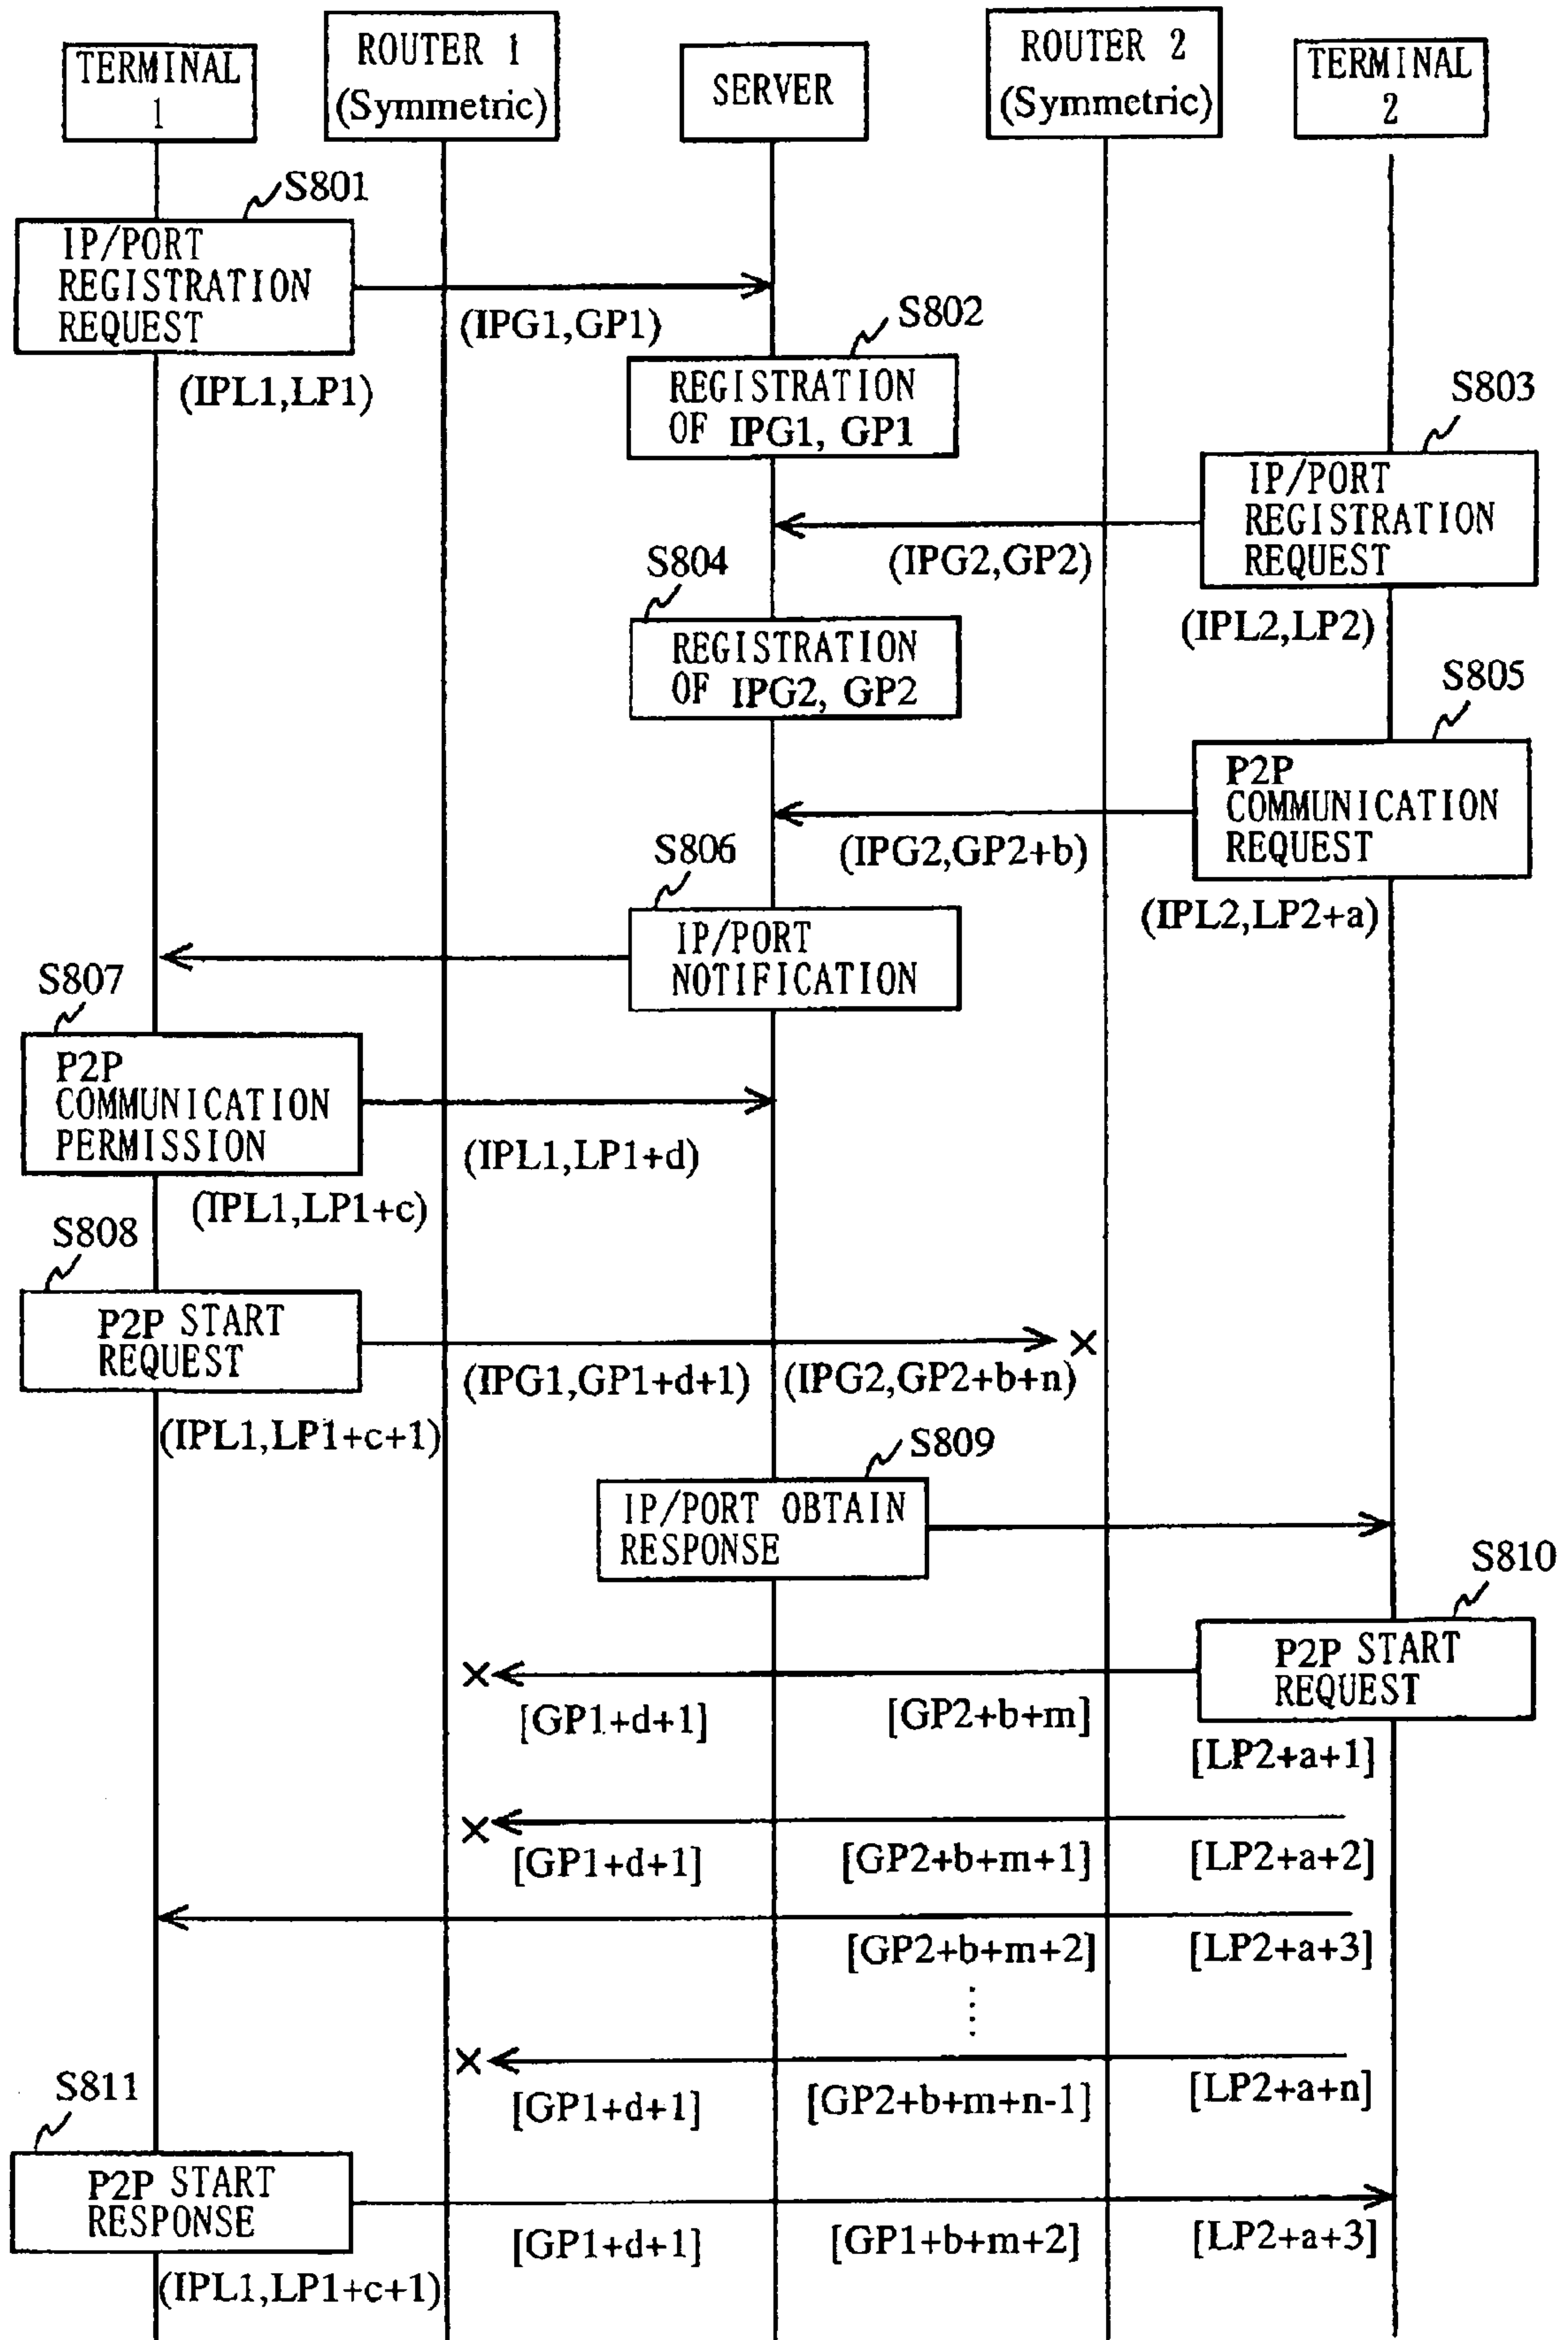 TERMINAL
1
ROUTER 1
(Symmetric)
SERVER
ROUTER 2
(Symmetric)
TERMINAL
2
S801
IP/PORT
REGISTRATION
REQUEST
(IPG1,GP1)
(IPL1,LP1)
S802
REGISTRATION
OF IPG1, GP1
S803
IP/PORT
REGISTRATION
REQUEST
(IPG2,GP2)
(IPL2,LP2)
S804
REGISTRATION
OF IPG2, GP2
S805
P2P
COMMUNICATION
REQUEST
(IPG2,GP2+b)
(IPL2,LP2+a)
S806
IP/PORT
NOTIFICATION
S807
P2P
COMMUNICATION
PERMISSION
(IPL1,LP1+d)
(IPL1,LP1+c)
S808
P2P START
REQUEST
(IPG1,GP1+d+1) (IPG2,GP2+b+n)
(IPL1,LP1+c+1)
S809
IP/PORT OBTAIN
RESPONSE
S810
P2P START
REQUEST
[GP1+d+1] [GP2+b+m]
[LP2+a+1]
[GP1+d+1] [GP2+b+m+1] [LP2+a+2]
[GP2+b+m+2] [LP2+a+3]
[GP1+d+1] [GP2+b+m+n-1] [LP2+a+n]
S811
P2P START
RESPONSE
[GP1+d+1] [GP1+b+m+2] [LP2+a+3]
(IPL1,LP1+c+1)